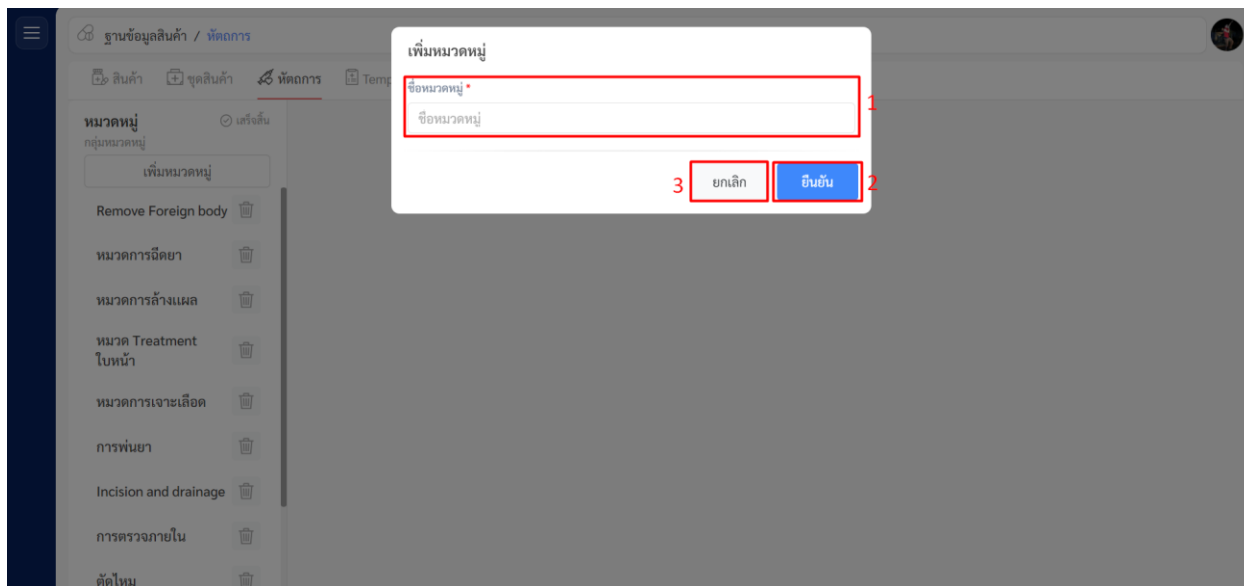 ฐานข้อมูลสินค้า / หัตถการ
สินค้า ชุดสินค้า หัตถการ Temp
หมวดหมู่ เสร็จสิ้น
กลุ่มหมวดหมู่
เพิ่มหมวดหมู่
Remove Foreign body
หมวดการฉีดยา
หมวดการล้างแผล
หมวด Treatment
ใบหน้า
หมวดการเจาะเลือด
การพ่นยา
Incision and drainage
การตรวจภายใน
ตัดไหม
เพิ่มหมวดหมู่
ชื่อหมวดหมู่ *
ชื่อหมวดหมู่
1
3 ยกเลิก ยืนยัน 2